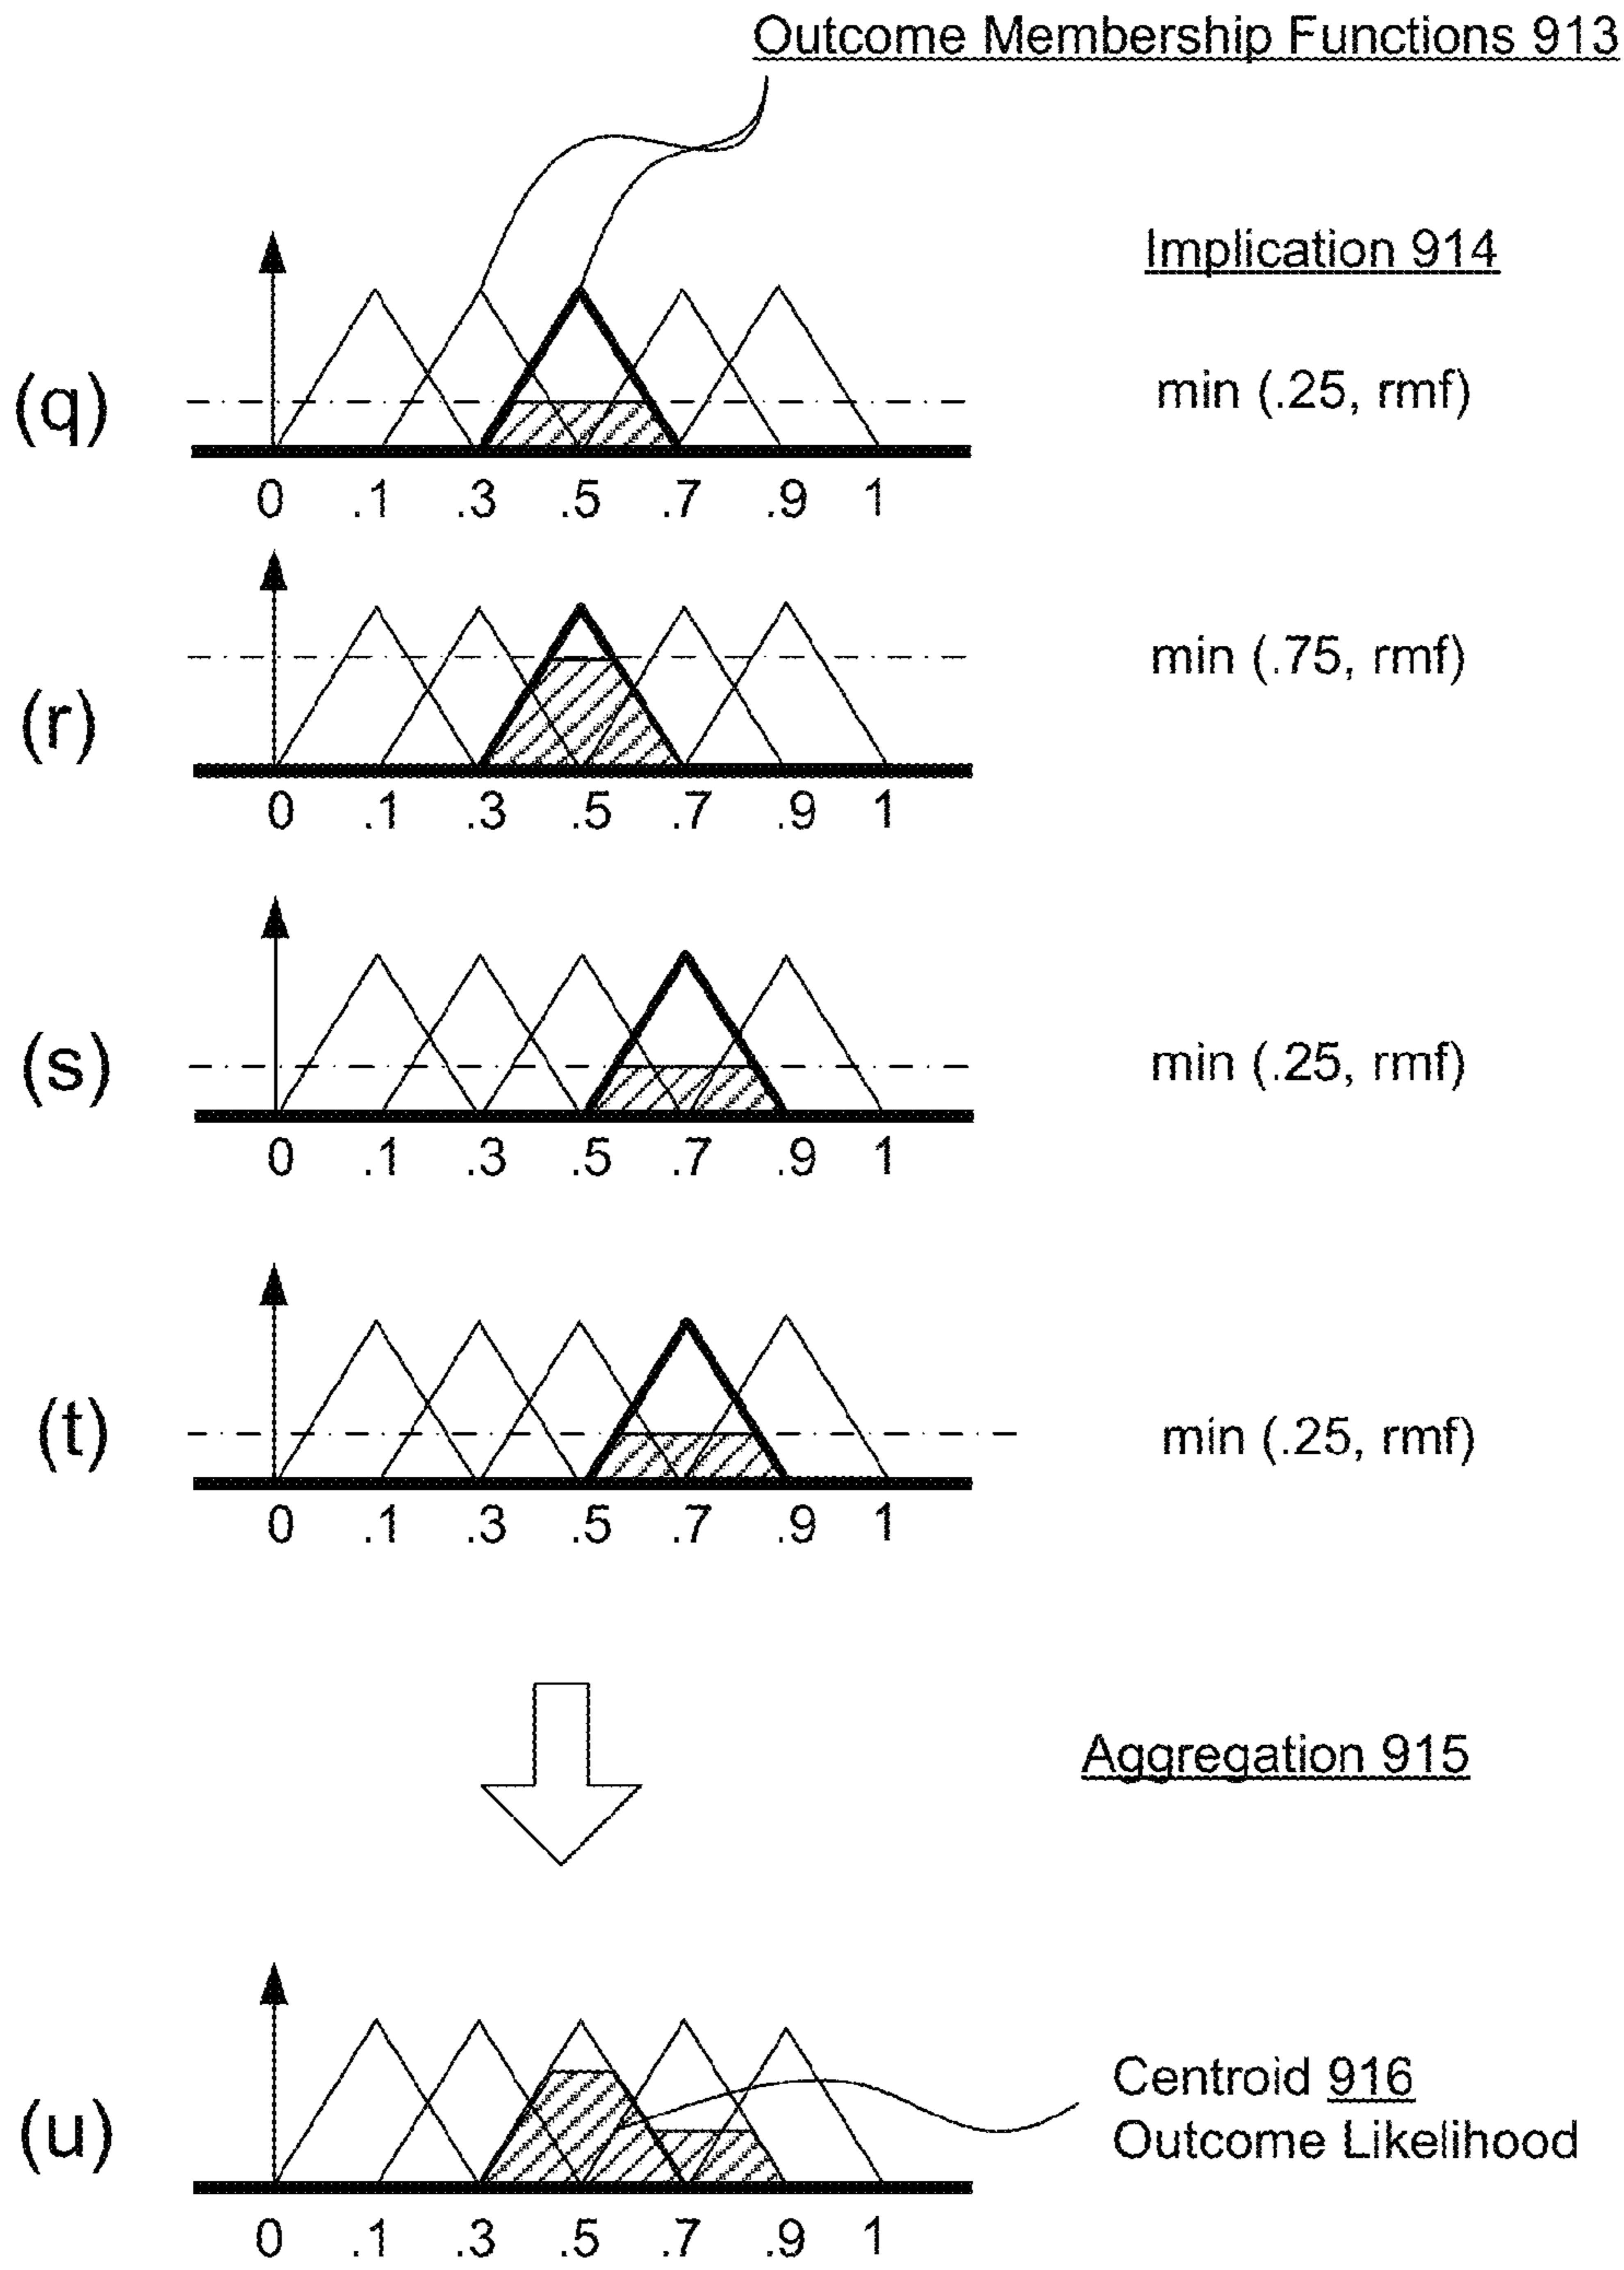 Outcome Membership Functions 913
Implication 914
(q)
min (.25, rmf)
0 .1 .3 .5 .7 .9 1
(r)
min (.75, rmf)
0 .1 .3 .5 .7 .9 1
(s)
min (.25, rmf)
0 .1 .3 .5 .7 .9 1
(t)
min (.25, rmf)
0 .1 .3 .5 .7 .9 1
Aggregation 915
(u)
Centroid 916
Outcome Likelihood
0 .1 .3 .5 .7 .9 1